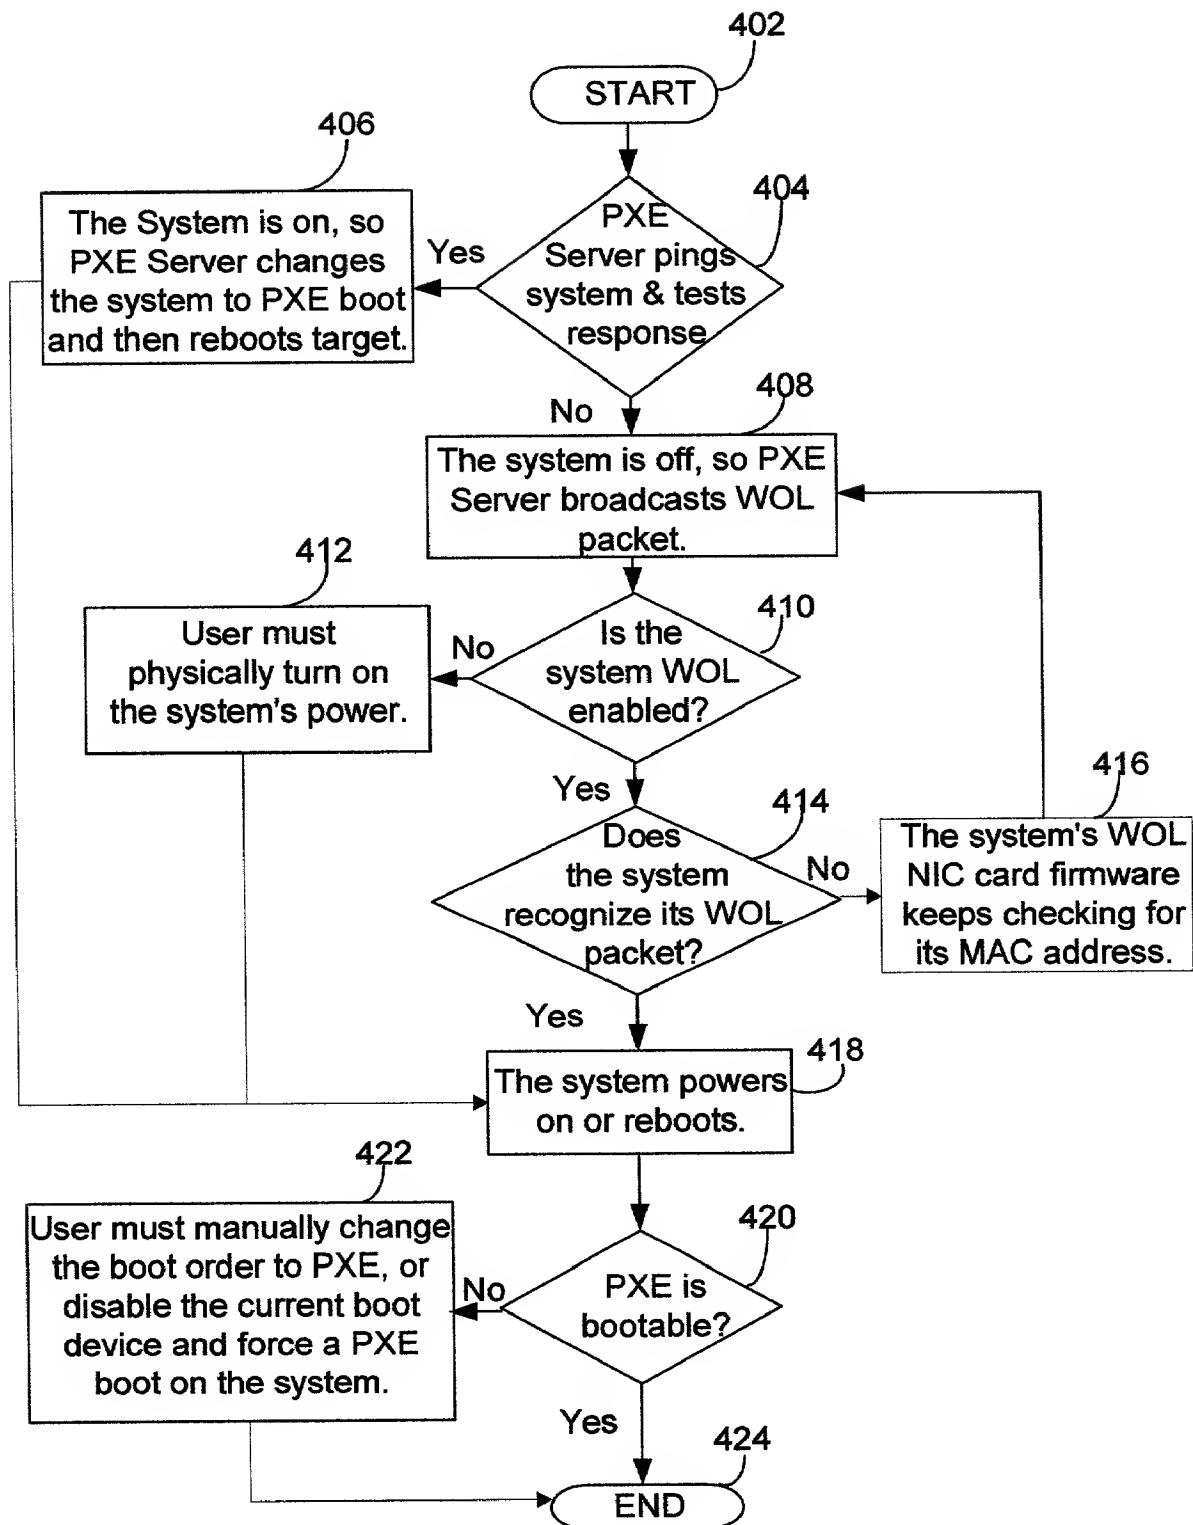 402
START
406
404
The System is on, so
PXE Server changes
the system to PXE boot
and then reboots target.
Yes
PXE
Server pings
system & tests
response
No
408
The system is off, so PXE
Server broadcasts WOL
packet.
412
410
User must
physically turn on
the system's power.
No
Is the
system WOL
enabled?
Yes
414
416
Does
the system
recognize its WOL
packet?
No
The system's WOL
NIC card firmware
keeps checking for
its MAC address.
Yes
418
The system powers
on or reboots.
422
420
User must manually change
the boot order to PXE, or
disable the current boot
device and force a PXE
boot on the system.
No
PXE is
bootable?
Yes
424
END